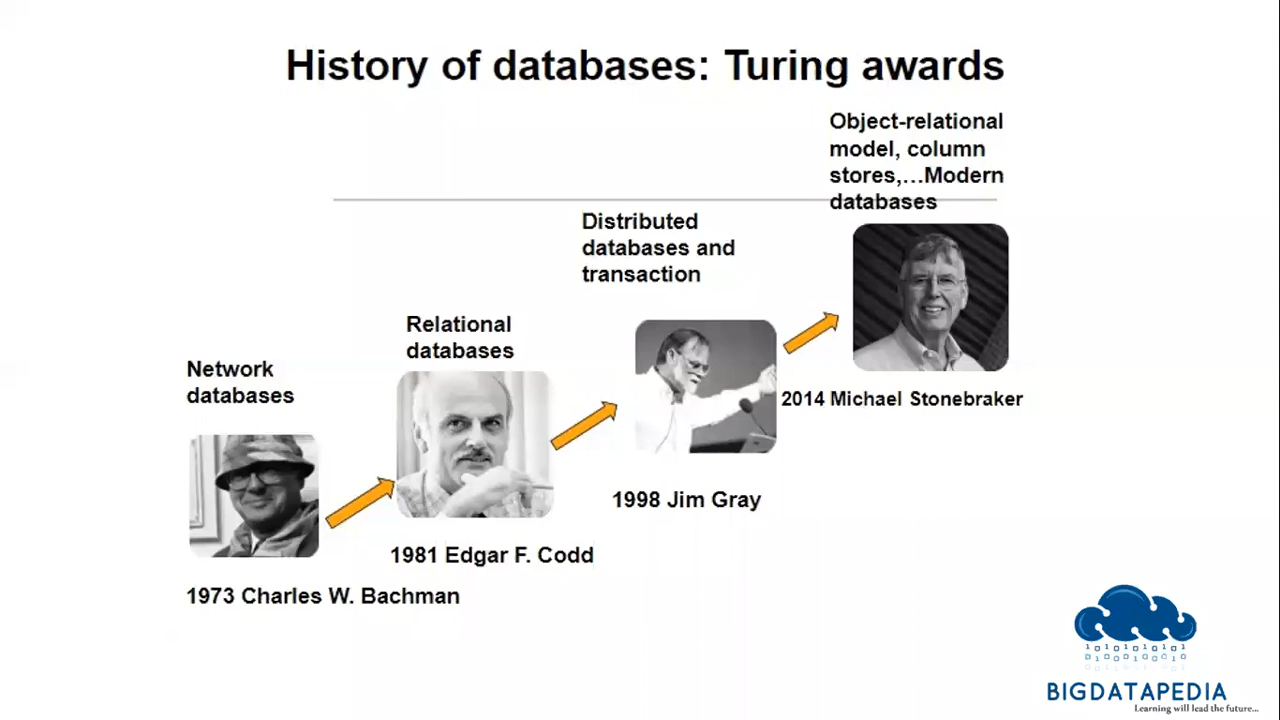 History of databases: Turing awards
Object-relational
model, column
stores,...Modern
databases
Distributed
databases and
transaction
Relational
databases
Network
databases
2014 Michael Stonebraker
1998 Jim Gray
1981 Edgar F. Codd
1973 Charles W. Bachman
BIGDATAPEDIA
Learning will lead the future...